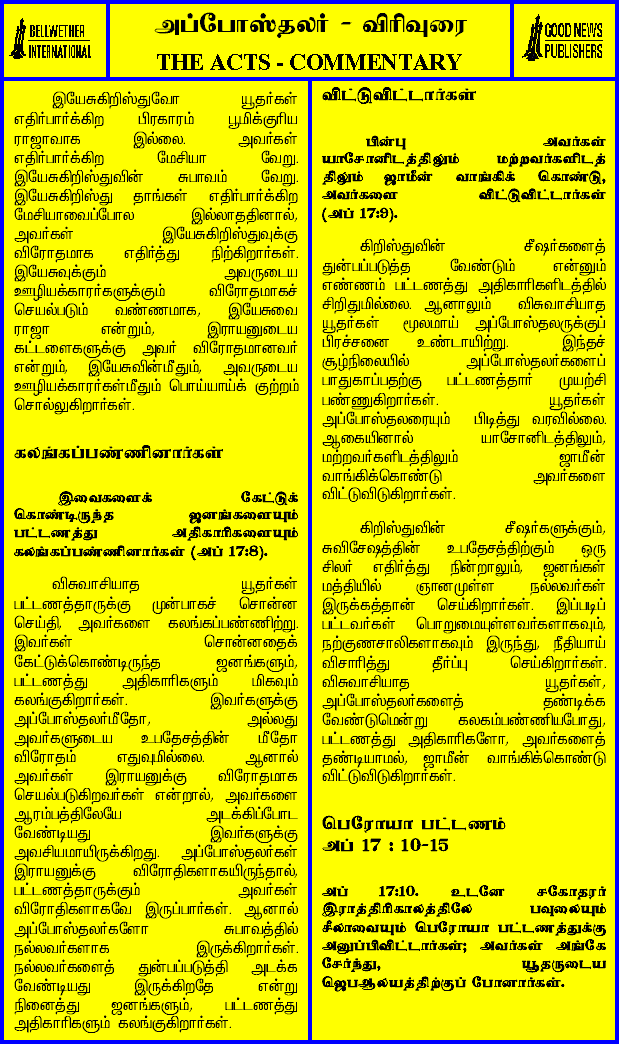 BELLWETHER
INTERNATIONAL
அப்போஸ்தலர் - விரிவுரை
THE ACTS - COMMENTARY
GOOD NEWS
PUBLISHERS
இயேசுகிறிஸ்துவோ யூதர்கள்
எதிர்பார்க்கிற பிரகாரம் பூமிக்குரிய
ராஜாவாக இல்லை. அவர்கள்
எதிர்பார்க்கிற மேசியா வேறு.
இயேசுகிறிஸ்துவின் சுபாவம் வேறு.
இயேசுகிறிஸ்து தாங்கள் எதிர்பார்க்கிற
மேசியாவைப்போல இல்லாததினால்,
அவர்கள் இயேசுகிறிஸ்துவுக்கு
விரோதமாக எதிர்த்து நிற்கிறார்கள்.
இயேசுவுக்கும் அவருடைய
ஊழியக்காரர்களுக்கும் விரோதமாகச்
செயல்படும் வண்ணமாக, இயேசுவை
ராஜா என்றும், இராயனுடைய
கட்டளைகளுக்கு அவர் விரோதமானவர்
என்றும், இயேசுவின்மீதும், அவருடைய
ஊழியக்காரர்கள்மீதும் பொய்யாய்க் குற்றம்
சொல்லுகிறார்கள்.
கலங்கப்பண்ணினார்கள்
இவைகளைக் கேட்டுக்
கொண்டிருந்த ஜனங்களையும்
பட்டணத்து அதிகாரிகளையும்
கலங்கப்பண்ணினார்கள் (அப் 17:8).
விசுவாசியாத யூதர்கள்
பட்டணத்தாருக்கு முன்பாகச் சொன்ன
செய்தி, அவர்களை கலங்கப்பண்ணிற்று.
இவர்கள் சொன்னதைக்
கேட்டுக்கொண்டிருந்த ஜனங்களும்,
பட்டணத்து அதிகாரிகளும் மிகவும்
கலங்குகிறார்கள். இவர்களுக்கு
அப்போஸ்தலர்மீதோ, அல்லது
அவர்களுடைய உபதேசத்தின் மீதோ
விரோதம் எதுவுமில்லை. ஆனால்
அவர்கள் இராயனுக்கு விரோதமாக
செயல்படுகிறவர்கள் என்றால், அவர்களை
ஆரம்பத்திலேயே அடக்கிப்போட
வேண்டியது இவர்களுக்கு
அவசியமாயிருக்கிறது. அப்போஸ்தலர்கள்
இராயனுக்கு விரோதிகளாகயிருந்தால்,
பட்டணத்தாருக்கும் அவர்கள்
விரோதிகளாகவே இருப்பார்கள். ஆனால்
அப்போஸ்தலர்களோ சுபாவத்தில்
நல்லவர்களாக இருக்கிறார்கள்.
நல்லவர்களைத் துன்பப்படுத்தி அடக்க
வேண்டியது இருக்கிறதே என்று
நினைத்து ஜனங்களும், பட்டணத்து
அதிகாரிகளும் கலங்குகிறார்கள்.
விட்டுவிட்டார்கள்
பின்பு அவர்கள்
யாசோனிடத்திலும் மற்றவர்களிடத்
திலும் ஜாமீன் வாங்கிக் கொண்டு,
அவர்களை விட்டுவிட்டார்கள்
(அப் 17:9).
கிறிஸ்துவின் சீஷர்களைத்
துன்பப்படுத்த வேண்டும் என்னும்
எண்ணம் பட்டணத்து அதிகாரிகளிடத்தில்
சிறிதுமில்லை. ஆனாலும் விசுவாசியாத
யூதர்கள் மூலமாய் அப்போஸ்தலருக்குப்
பிரச்சனை உண்டாயிற்று. இந்தச்
சூழ்நிலையில் அப்போஸ்தலர்களைப்
பாதுகாப்பதற்கு பட்டணத்தார் முயற்சி
பண்ணுகிறார்கள். யூதர்கள்
அப்போஸ்தலரையும் பிடித்து வரவில்லை.
ஆகையினால் யாசோனிடத்திலும்,
மற்றவர்களிடத்திலும் ஜாமீன்
வாங்கிக்கொண்டு அவர்களை
விட்டுவிடுகிறார்கள்.
கிறிஸ்துவின் சீஷர்களுக்கும்,
சுவிசேஷத்தின் உபதேசத்திற்கும் ஒரு
சிலர் எதிர்த்து நின்றாலும், ஜனங்கள்
மத்தியில் ஞானமுள்ள நல்லவர்கள்
இருக்கத்தான் செய்கிறார்கள். இப்படிப்
பட்டவர்கள் பொறுமையுள்ளவர்களாகவும்,
நற்குணசாலிகளாகவும் இருந்து, நீதியாய்
விசாரித்து தீர்ப்பு செய்கிறார்கள்.
விசுவாசியாத யூதர்கள்,
அப்போஸ்தலர்களைத் தண்டிக்க
வேண்டுமென்று கலகம்பண்ணியபோது,
பட்டணத்து அதிகாரிகளோ, அவர்களைத்
தண்டியாமல், ஜாமீன் வாங்கிக்கொண்டு
விட்டுவிடுகிறார்கள்.
பெரோயா பட்டணம்
அப் 17 : 10-15
அப் 17:10. உடனே சகோதரர்
இராத்திரிகாலத்திலே பவுலையும்
சீலாவையும் பெரோயா பட்டணத்துக்கு
அனுப்பிவிட்டார்கள்; அவர்கள் அங்கே
சேர்ந்து, யூதருடைய
ஜெபஆலயத்திற்குப் போனார்கள்.